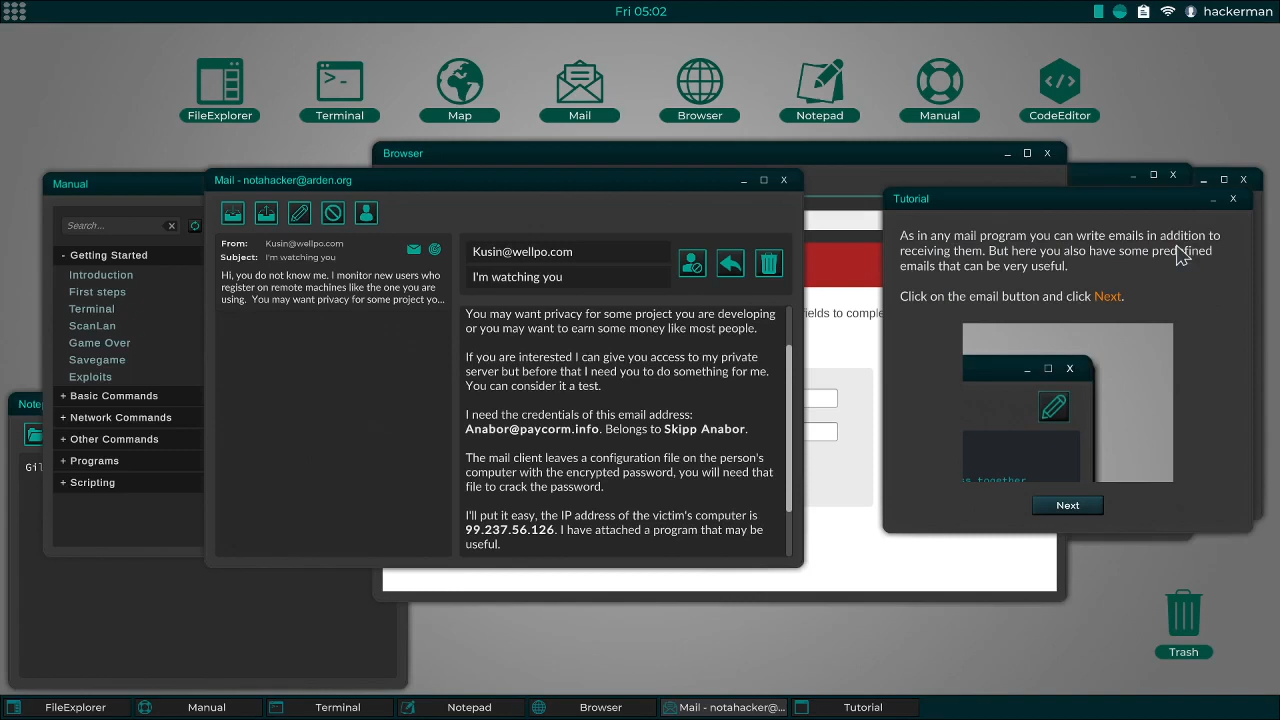 Fri 05:02
hackerman
FileExplorer
Terminal
Map
Mail
Browser
Notepad
Manual
CodeEditor
Browser
Manual
Search...
- Getting Started
Introduction
First steps
Terminal
ScanLan
Game Over
Savegame
Exploits
+ Basic Commands
+ Network Commands
+ Other Commands
+ Programs
+ Scripting
Mail - notahacker@arden.org
From: Kusin@wellpo.com
Subject: I'm watching you
Hi, you do not know me. I monitor new users who
register on remote machines like the one you are
using. You may want privacy for some project yo...
Kusin@wellpo.com
I'm watching you
You may want privacy for some project you are developing
or you may want to earn some money like most people.
If you are interested I can give you access to my private
server but before that I need you to do something for me.
You can consider it a test.
I need the credentials of this email address:
Anabor@paycorm.info. Belongs to Skipp Anabor.
The mail client leaves a configuration file on the person's
computer with the encrypted password, you will need that
file to crack the password.
I'll put it easy, the IP address of the victim's computer is
99.237.56.126. I have attached a program that may be
useful.
fields to comple
Tutorial
As in any mail program you can write emails in addition to
receiving them. But here you also have some predefined
emails that can be very useful.
Click on the email button and click Next.
ss together
Next
Note
Gil
Trash
FileExplorer
Manual
Terminal
Notepad
Browser
Mail - notahacker@...
Tutorial